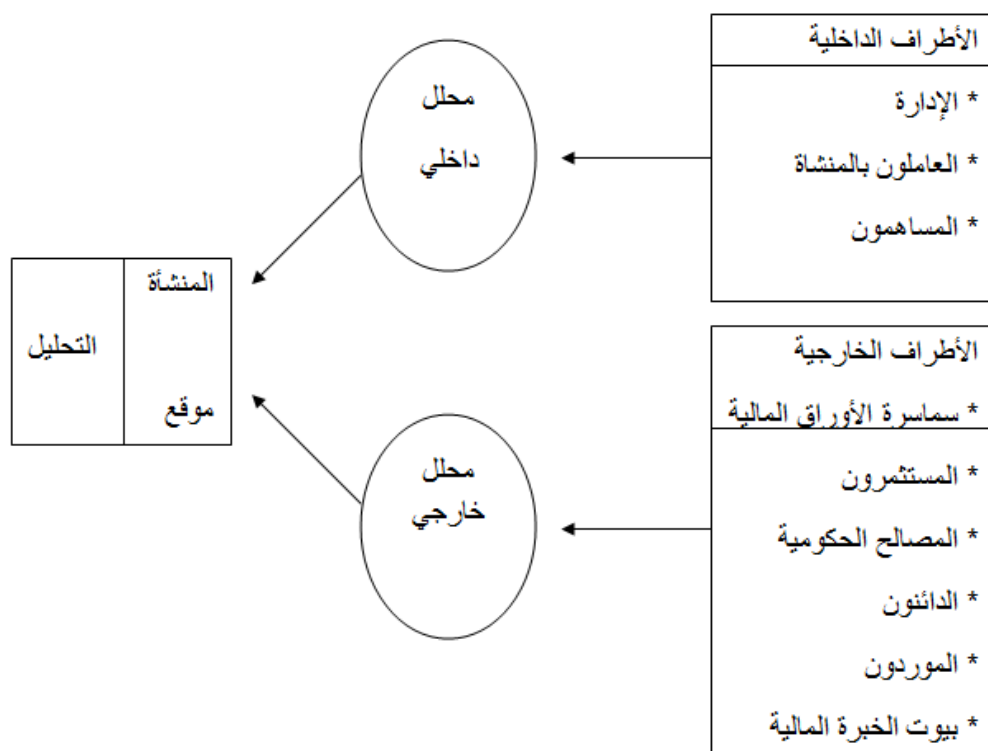 الأطراف الداخلية
* الإدارة
* العاملون بالمنشاة
* المساهمون
محلل
داخلي
الأطراف الخارجية
* سماسرة الأوراق المالية
* المستثمرون
* المصالح الحكومية
* الدائنون
* الموردون
* بيوت الخبرة المالية
محلل
خارجي
المنشأة
موقع
التحليل